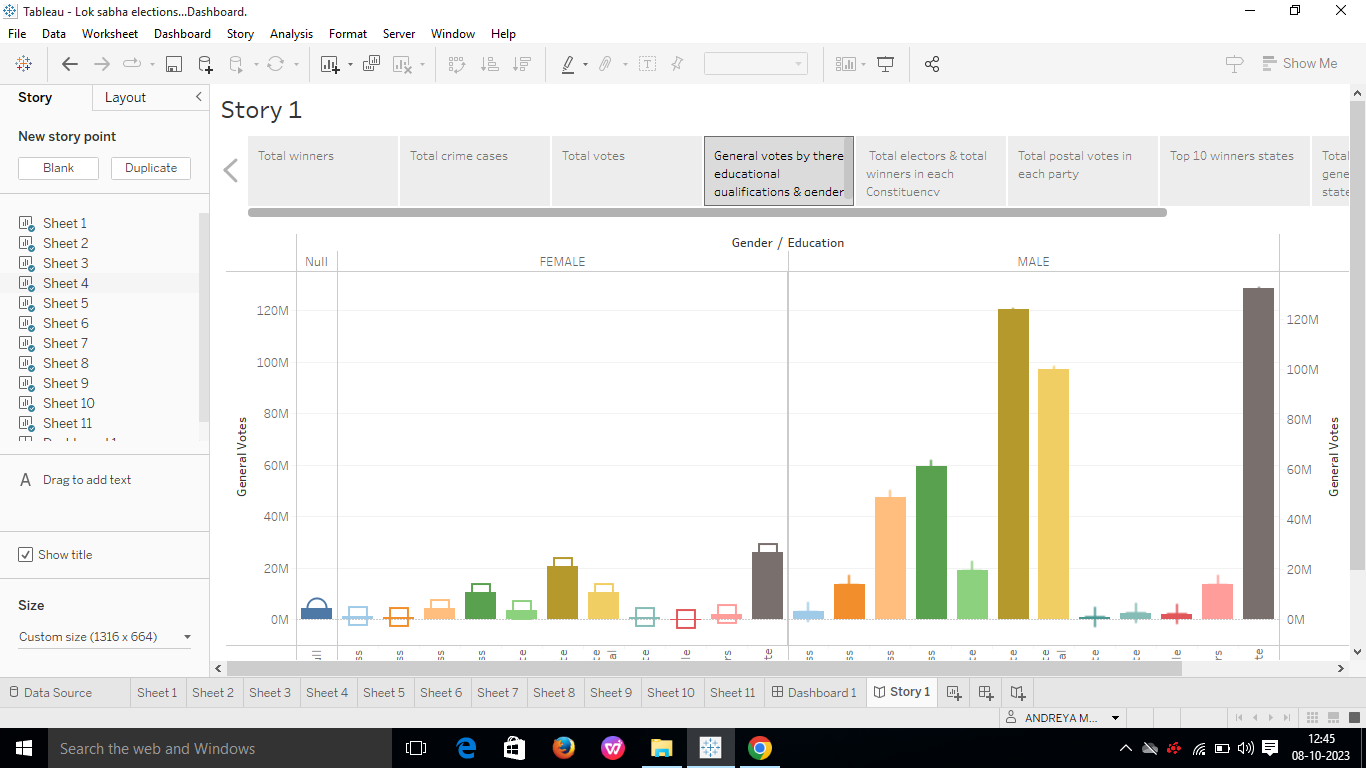 Tableau - Lok sabha elections...Dashboard.
File Data Worksheet Dashboard Story Analysis Format Server Window Help
Show Me
Story Layout
New story point
Blank Duplicate
Sheet 1
Sheet 2
Sheet 3
Sheet 4
Sheet 5
Sheet 6
Sheet 7
Sheet 8
Sheet 9
Sheet 10
Sheet 11
A Drag to add text
Show title
Size
Custom size (1316 x 664)
Story 1
Total winners
Total crime cases
Total votes
General votes by there
educational
qualifications & gender
Total electors & total
winners in each
Constituency
Total postal votes in
each party
Top 10 winners states
Total
gene
state
Gender / Education
Null FEMALE MALE
General Votes
120M
100M
80M
60M
40M
20M
0M
120M
100M
80M
60M
40M
20M
0M
General Votes
Data Source Sheet 1 Sheet 2 Sheet 3 Sheet 4 Sheet 5 Sheet 6 Sheet 7 Sheet 8 Sheet 9 Sheet 10 Sheet 11 Dashboard 1 Story 1
ANDREYA M...
Search the web and Windows
12:45
08-10-2023